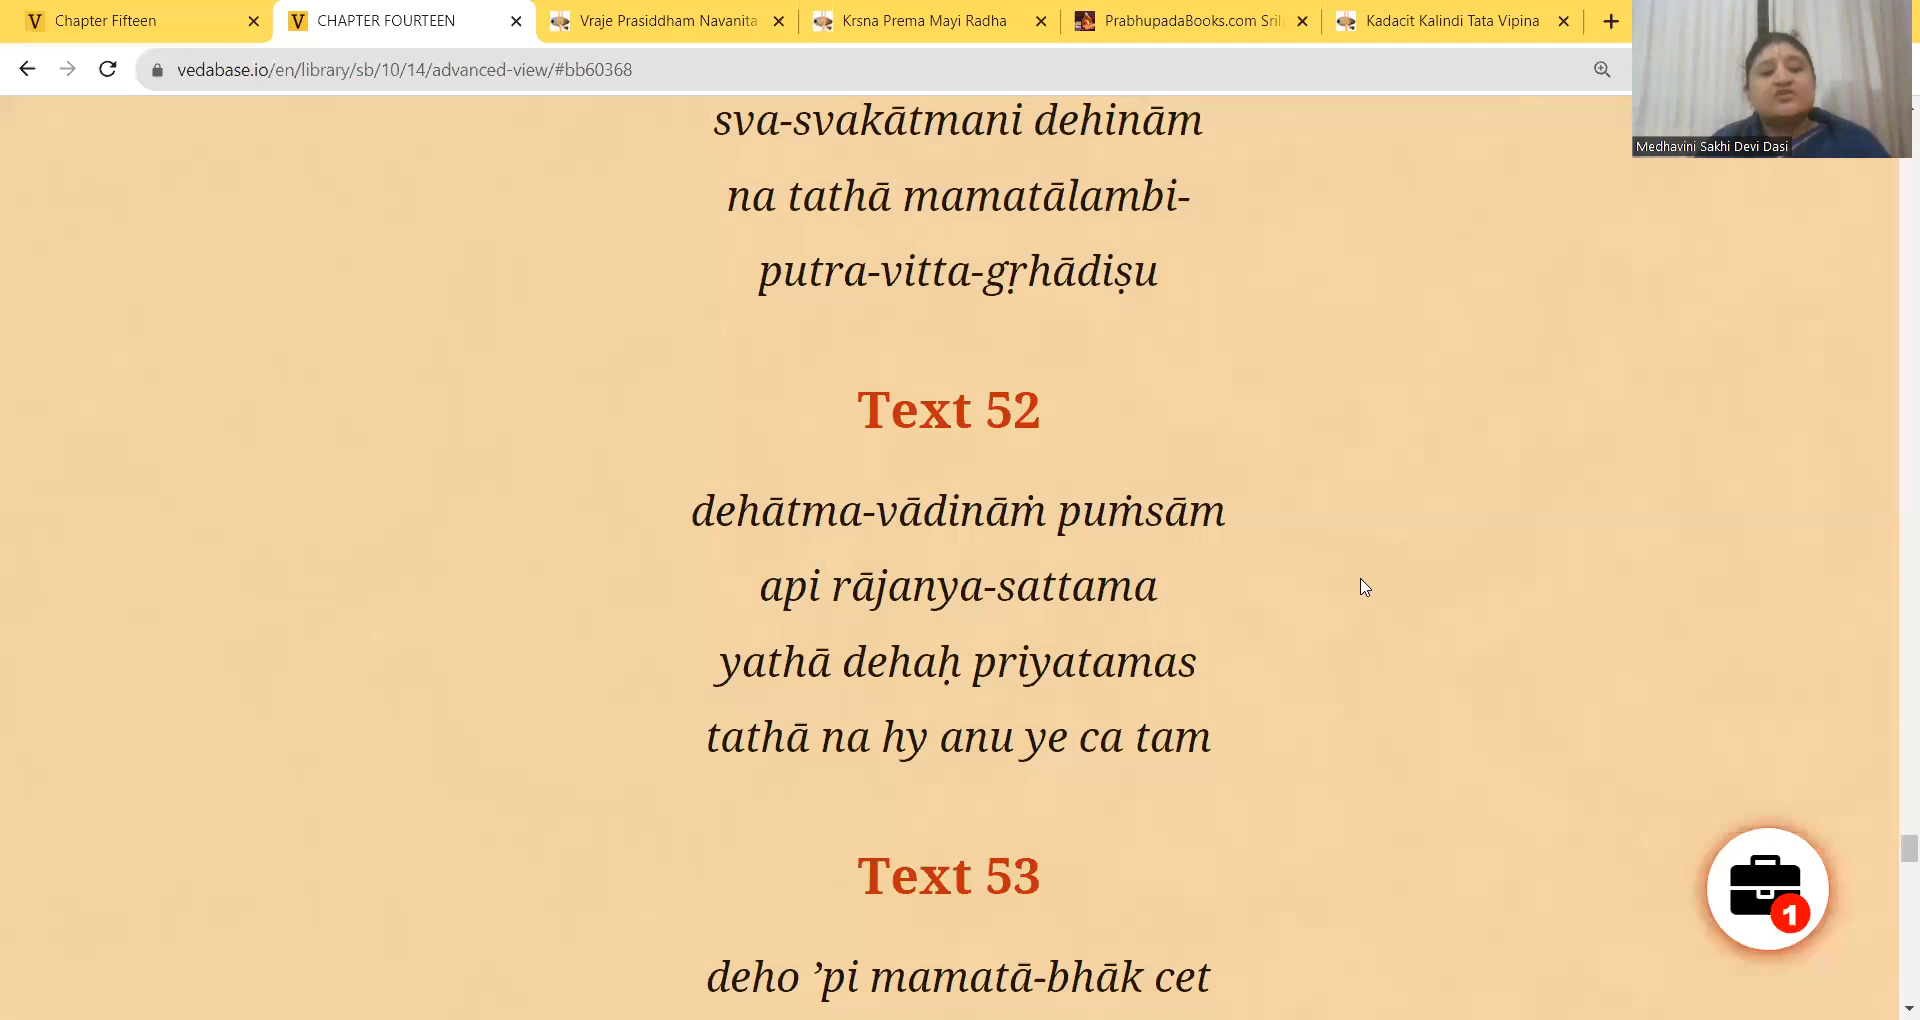 Chapter Fifteen
CHAPTER FOURTEEN
Vraje Prasiddham Navanita
Krsna Prema Mayi Radha
PrabhupadaBooks.com Sril
Kadacit Kalindi Tata Vipina
vedabase.io/en/library/sb/10/14/advanced-view/#bb60368
Medhavini Sakhi Devi Dasi
sva-svakātmani dehinām
na tathā mamatālambi-
putra-vitta-gṛhādiṣu
Text 52
dehātma-vādināṁ puṁsām
api rājanya-sattama
yathā dehaḥ priyatamas
tathā na hy anu ye ca tam
Text 53
deho ’pi mamatā-bhāk cet
1